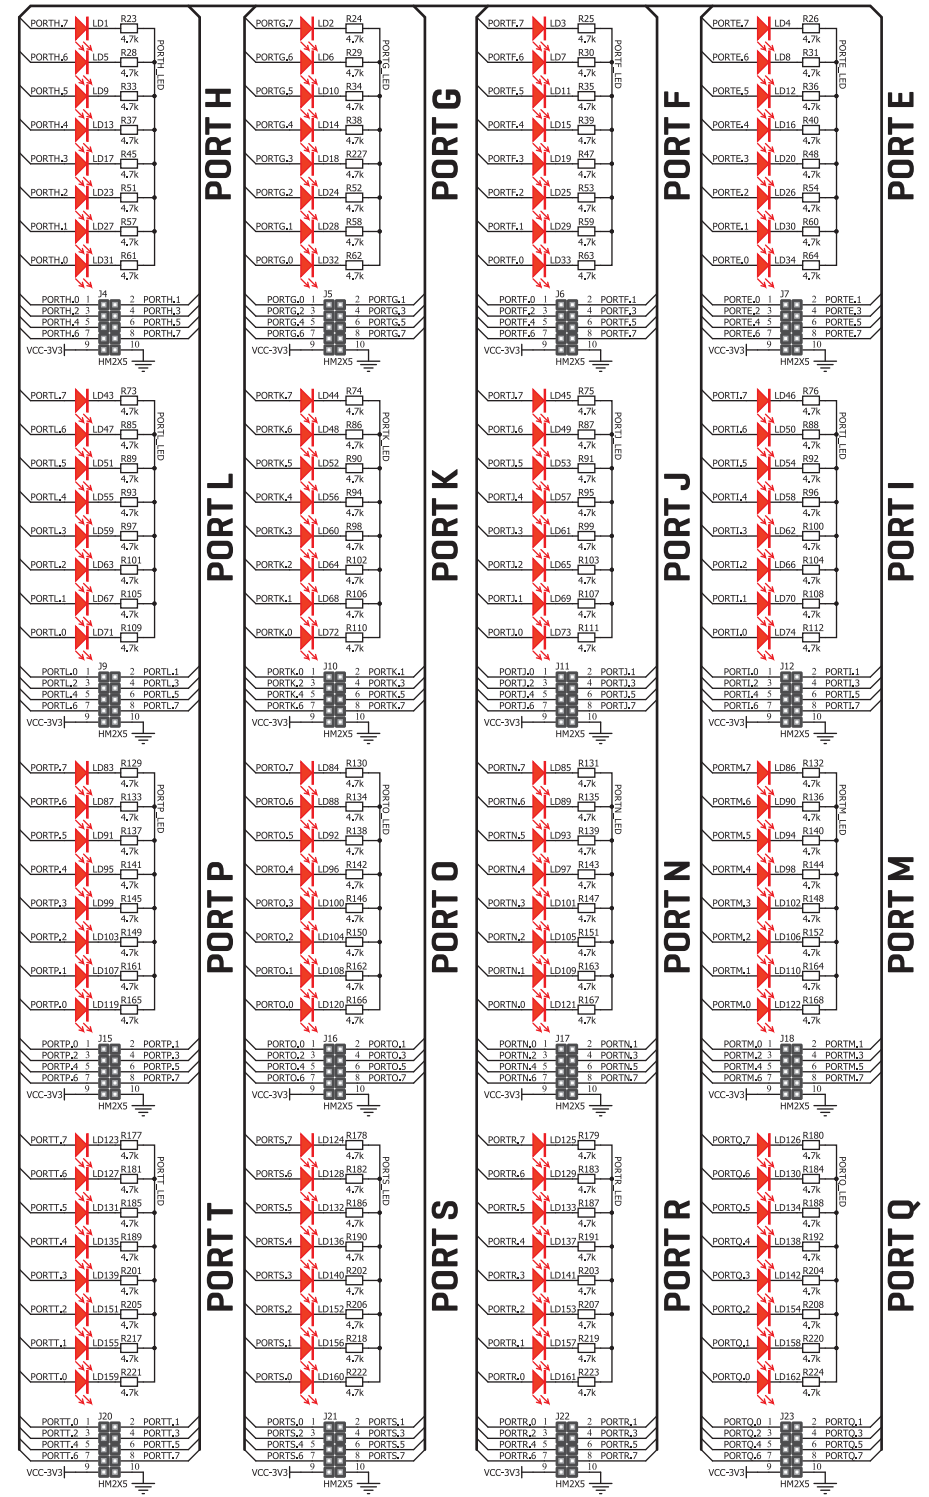 PORTH.7 LD1 R23
4.7k
PORTH.6 LD5 R28
4.7k
PORTH.5 LD9 R33
4.7k
PORTH.4 LD13 R37
4.7k
PORTH.3 LD17 R45
4.7k
PORTH.2 LD23 R51
4.7k
PORTH.1 LD27 R57
4.7k
PORTH.0 LD31 R61
4.7k
PORTH_LED
J4
PORTH.0 1 2 PORTH.1
PORTH.2 3 4 PORTH.3
PORTH.4 5 6 PORTH.5
PORTH.6 7 8 PORTH.7
VCC-3V3 9 10
HM2X5
PORT H
PORTG.7 LD2 R24
4.7k
PORTG.6 LD6 R29
4.7k
PORTG.5 LD10 R34
4.7k
PORTG.4 LD14 R38
4.7k
PORTG.3 LD18 R227
4.7k
PORTG.2 LD24 R52
4.7k
PORTG.1 LD28 R58
4.7k
PORTG.0 LD32 R62
4.7k
PORTG_LED
J5
PORTG.0 1 2 PORTG.1
PORTG.2 3 4 PORTG.3
PORTG.4 5 6 PORTG.5
PORTG.6 7 8 PORTG.7
VCC-3V3 9 10
HM2X5
PORT G
PORTF.7 LD3 R25
4.7k
PORTF.6 LD7 R30
4.7k
PORTF.5 LD11 R35
4.7k
PORTF.4 LD15 R39
4.7k
PORTF.3 LD19 R47
4.7k
PORTF.2 LD25 R53
4.7k
PORTF.1 LD29 R59
4.7k
PORTF.0 LD33 R63
4.7k
PORTF_LED
J6
PORTF.0 1 2 PORTF.1
PORTF.2 3 4 PORTF.3
PORTF.4 5 6 PORTF.5
PORTF.6 7 8 PORTF.7
VCC-3V3 9 10
HM2X5
PORT F
PORTE.7 LD4 R26
4.7k
PORTE.6 LD8 R31
4.7k
PORTE.5 LD12 R36
4.7k
PORTE.4 LD16 R40
4.7k
PORTE.3 LD20 R48
4.7k
PORTE.2 LD26 R54
4.7k
PORTE.1 LD30 R60
4.7k
PORTE.0 LD34 R64
4.7k
PORTE_LED
J7
PORTE.0 1 2 PORTE.1
PORTE.2 3 4 PORTE.3
PORTE.4 5 6 PORTE.5
PORTE.6 7 8 PORTE.7
VCC-3V3 9 10
HM2X5
PORT E
PORTL.7 LD43 R73
4.7k
PORTL.6 LD47 R85
4.7k
PORTL.5 LD51 R89
4.7k
PORTL.4 LD55 R93
4.7k
PORTL.3 LD59 R97
4.7k
PORTL.2 LD63 R101
4.7k
PORTL.1 LD67 R105
4.7k
PORTL.0 LD71 R109
4.7k
PORTL_LED
J9
PORTL.0 1 2 PORTL.1
PORTL.2 3 4 PORTL.3
PORTL.4 5 6 PORTL.5
PORTL.6 7 8 PORTL.7
VCC-3V3 9 10
HM2X5
PORT L
PORTK.7 LD44 R74
4.7k
PORTK.6 LD48 R86
4.7k
PORTK.5 LD52 R90
4.7k
PORTK.4 LD56 R94
4.7k
PORTK.3 LD60 R98
4.7k
PORTK.2 LD64 R102
4.7k
PORTK.1 LD68 R106
4.7k
PORTK.0 LD72 R110
4.7k
PORTK_LED
J10
PORTK.0 1 2 PORTK.1
PORTK.2 3 4 PORTK.3
PORTK.4 5 6 PORTK.5
PORTK.6 7 8 PORTK.7
VCC-3V3 9 10
HM2X5
PORT K
PORTJ.7 LD45 R75
4.7k
PORTJ.6 LD49 R87
4.7k
PORTJ.5 LD53 R91
4.7k
PORTJ.4 LD57 R95
4.7k
PORTJ.3 LD61 R99
4.7k
PORTJ.2 LD65 R103
4.7k
PORTJ.1 LD69 R107
4.7k
PORTJ.0 LD73 R111
4.7k
PORTJ_LED
J11
PORTJ.0 1 2 PORTJ.1
PORTJ.2 3 4 PORTJ.3
PORTJ.4 5 6 PORTJ.5
PORTJ.6 7 8 PORTJ.7
VCC-3V3 9 10
HM2X5
PORT J
PORTI.7 LD46 R76
4.7k
PORTI.6 LD50 R88
4.7k
PORTI.5 LD54 R92
4.7k
PORTI.4 LD58 R96
4.7k
PORTI.3 LD62 R100
4.7k
PORTI.2 LD66 R104
4.7k
PORTI.1 LD70 R108
4.7k
PORTI.0 LD74 R112
4.7k
PORTI_LED
J12
PORTI.0 1 2 PORTI.1
PORTI.2 3 4 PORTI.3
PORTI.4 5 6 PORTI.5
PORTI.6 7 8 PORTI.7
VCC-3V3 9 10
HM2X5
PORT I
PORTP.7 LD83 R129
4.7k
PORTP.6 LD87 R133
4.7k
PORTP.5 LD91 R137
4.7k
PORTP.4 LD95 R141
4.7k
PORTP.3 LD99 R145
4.7k
PORTP.2 LD103 R149
4.7k
PORTP.1 LD107 R161
4.7k
PORTP.0 LD119 R165
4.7k
PORTP_LED
J15
PORTP.0 1 2 PORTP.1
PORTP.2 3 4 PORTP.3
PORTP.4 5 6 PORTP.5
PORTP.6 7 8 PORTP.7
VCC-3V3 9 10
HM2X5
PORT P
PORTO.7 LD84 R130
4.7k
PORTO.6 LD88 R134
4.7k
PORTO.5 LD92 R138
4.7k
PORTO.4 LD96 R142
4.7k
PORTO.3 LD100 R146
4.7k
PORTO.2 LD104 R150
4.7k
PORTO.1 LD108 R162
4.7k
PORTO.0 LD120 R166
4.7k
PORTO_LED
J16
PORTO.0 1 2 PORTO.1
PORTO.2 3 4 PORTO.3
PORTO.4 5 6 PORTO.5
PORTO.6 7 8 PORTO.7
VCC-3V3 9 10
HM2X5
PORT O
PORTN.7 LD85 R131
4.7k
PORTN.6 LD89 R135
4.7k
PORTN.5 LD93 R139
4.7k
PORTN.4 LD97 R143
4.7k
PORTN.3 LD101 R147
4.7k
PORTN.2 LD105 R151
4.7k
PORTN.1 LD109 R163
4.7k
PORTN.0 LD121 R167
4.7k
PORTN_LED
J17
PORTN.0 1 2 PORTN.1
PORTN.2 3 4 PORTN.3
PORTN.4 5 6 PORTN.5
PORTN.6 7 8 PORTN.7
VCC-3V3 9 10
HM2X5
PORT N
PORTM.7 LD86 R132
4.7k
PORTM.6 LD90 R136
4.7k
PORTM.5 LD94 R140
4.7k
PORTM.4 LD98 R144
4.7k
PORTM.3 LD102 R148
4.7k
PORTM.2 LD106 R152
4.7k
PORTM.1 LD110 R164
4.7k
PORTM.0 LD122 R168
4.7k
PORTM_LED
J18
PORTM.0 1 2 PORTM.1
PORTM.2 3 4 PORTM.3
PORTM.4 5 6 PORTM.5
PORTM.6 7 8 PORTM.7
VCC-3V3 9 10
HM2X5
PORT M
PORTT.7 LD123 R177
4.7k
PORTT.6 LD127 R181
4.7k
PORTT.5 LD131 R185
4.7k
PORTT.4 LD135 R189
4.7k
PORTT.3 LD139 R201
4.7k
PORTT.2 LD151 R205
4.7k
PORTT.1 LD155 R217
4.7k
PORTT.0 LD159 R221
4.7k
PORTT_LED
J20
PORTT.0 1 2 PORTT.1
PORTT.2 3 4 PORTT.3
PORTT.4 5 6 PORTT.5
PORTT.6 7 8 PORTT.7
VCC-3V3 9 10
HM2X5
PORT T
PORTS.7 LD124 R178
4.7k
PORTS.6 LD128 R182
4.7k
PORTS.5 LD132 R186
4.7k
PORTS.4 LD136 R190
4.7k
PORTS.3 LD140 R202
4.7k
PORTS.2 LD152 R206
4.7k
PORTS.1 LD156 R218
4.7k
PORTS.0 LD160 R222
4.7k
PORTS_LED
J21
PORTS.0 1 2 PORTS.1
PORTS.2 3 4 PORTS.3
PORTS.4 5 6 PORTS.5
PORTS.6 7 8 PORTS.7
VCC-3V3 9 10
HM2X5
PORT S
PORTR.7 LD125 R179
4.7k
PORTR.6 LD129 R183
4.7k
PORTR.5 LD133 R187
4.7k
PORTR.4 LD137 R191
4.7k
PORTR.3 LD141 R203
4.7k
PORTR.2 LD153 R207
4.7k
PORTR.1 LD157 R219
4.7k
PORTR.0 LD161 R223
4.7k
PORTR_LED
J22
PORTR.0 1 2 PORTR.1
PORTR.2 3 4 PORTR.3
PORTR.4 5 6 PORTR.5
PORTR.6 7 8 PORTR.7
VCC-3V3 9 10
HM2X5
PORT R
PORTQ.7 LD126 R180
4.7k
PORTQ.6 LD130 R184
4.7k
PORTQ.5 LD134 R188
4.7k
PORTQ.4 LD138 R192
4.7k
PORTQ.3 LD142 R204
4.7k
PORTQ.2 LD154 R208
4.7k
PORTQ.1 LD158 R220
4.7k
PORTQ.0 LD162 R224
4.7k
PORTQ_LED
J23
PORTQ.0 1 2 PORTQ.1
PORTQ.2 3 4 PORTQ.3
PORTQ.4 5 6 PORTQ.5
PORTQ.6 7 8 PORTQ.7
VCC-3V3 9 10
HM2X5
PORT Q